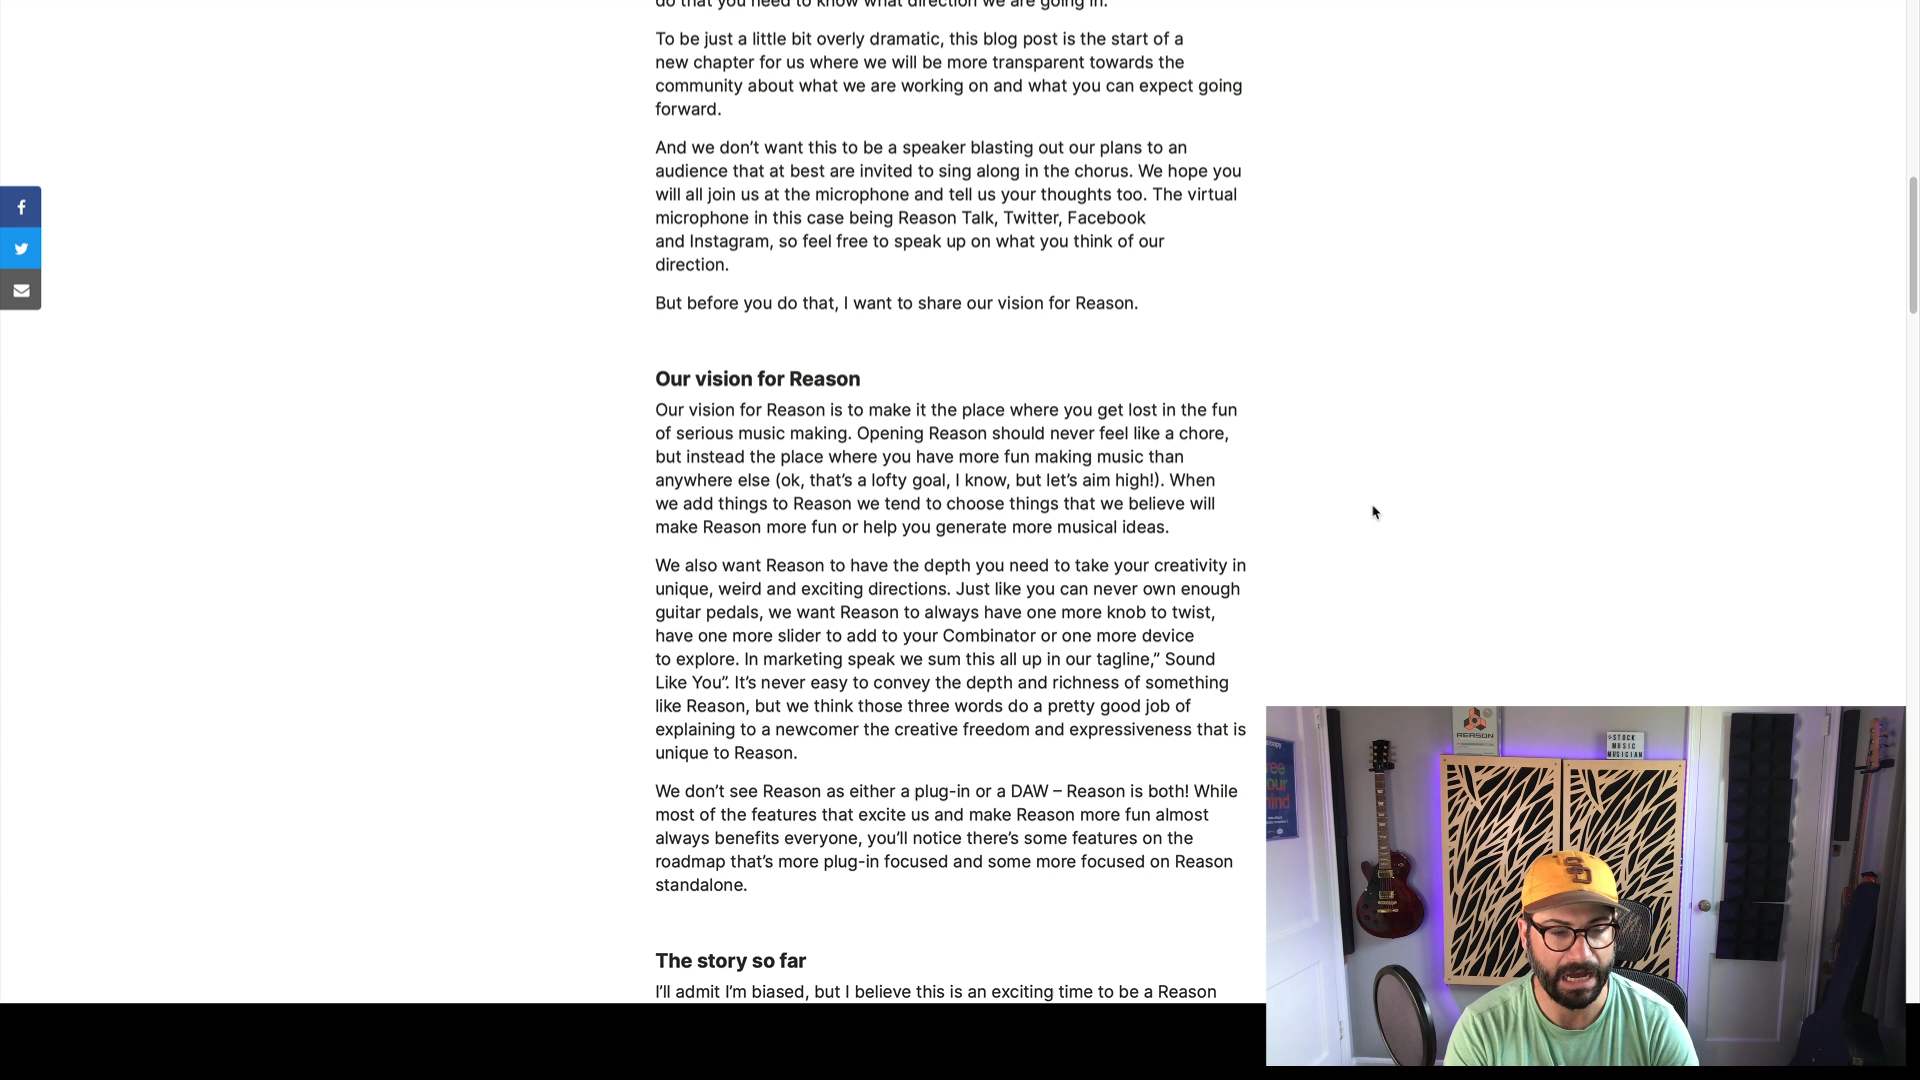 do that you need to know what direction we are going in.
To be just a little bit overly dramatic, this blog post is the start of a
new chapter for us where we will be more transparent towards the
community about what we are working on and what you can expect going
forward.
And we don’t want this to be a speaker blasting out our plans to an
audience that at best are invited to sing along in the chorus. We hope you
will all join us at the microphone and tell us your thoughts too. The virtual
microphone in this case being Reason Talk, Twitter, Facebook
and Instagram, so feel free to speak up on what you think of our
direction.
But before you do that, I want to share our vision for Reason.
Our vision for Reason
Our vision for Reason is to make it the place where you get lost in the fun
of serious music making. Opening Reason should never feel like a chore,
but instead the place where you have more fun making music than
anywhere else (ok, that’s a lofty goal, I know, but let’s aim high!). When
we add things to Reason we tend to choose things that we believe will
make Reason more fun or help you generate more musical ideas.
We also want Reason to have the depth you need to take your creativity in
unique, weird and exciting directions. Just like you can never own enough
guitar pedals, we want Reason to always have one more knob to twist,
have one more slider to add to your Combinator or one more device
to explore. In marketing speak we sum this all up in our tagline,” Sound
Like You”. It’s never easy to convey the depth and richness of something
like Reason, but we think those three words do a pretty good job of
explaining to a newcomer the creative freedom and expressiveness that is
unique to Reason.
We don’t see Reason as either a plug-in or a DAW – Reason is both! While
most of the features that excite us and make Reason more fun almost
always benefits everyone, you’ll notice there’s some features on the
roadmap that’s more plug-in focused and some more focused on Reason
standalone.
The story so far
I’ll admit I’m biased, but I believe this is an exciting time to be a Reason
REASON
STOCK
MUSIC
MUSICIAN
SD